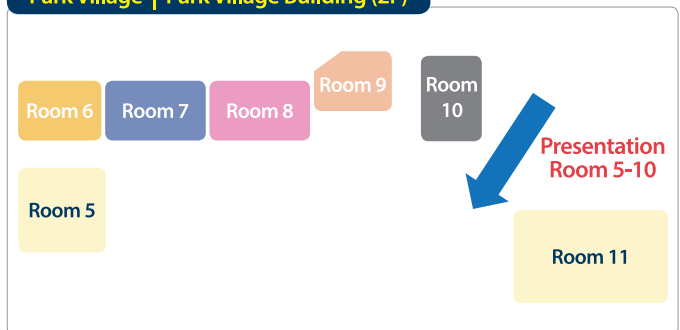 Park Village | Park Village Building (2F)
Room 9
Room
10
Room 6
Room 7
Room 8
Presentation
Room 5-10
Room 5
Room 11